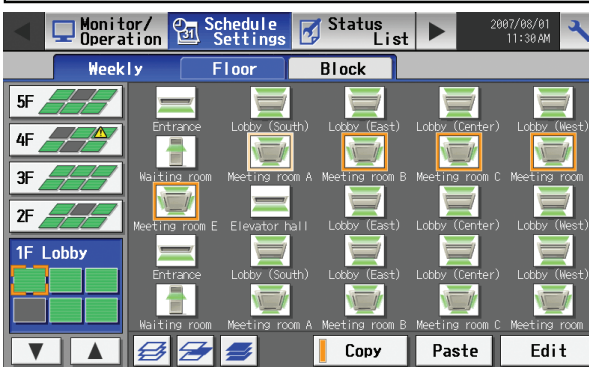 Monitor/
Operation
31
Schedule
Settings
Status
List
2007/08/01
11:30 AM
Weekly
Floor
Block
5F
4F
3F
2F
1F Lobby
Entrance
Lobby (South)
Lobby (East)
Lobby (Center)
Lobby (West)
Waiting room
Meeting room A
Meeting room B
Meeting room C
Meeting room
Meeting room E
Elevator hall
Lobby (East)
Lobby (Center)
Lobby (West)
Entrance
Lobby (South)
Lobby (East)
Lobby (Center)
Lobby (West)
Waiting room
Meeting room A
Meeting room B
Meeting room C
Meeting room
Copy
Paste
Edit